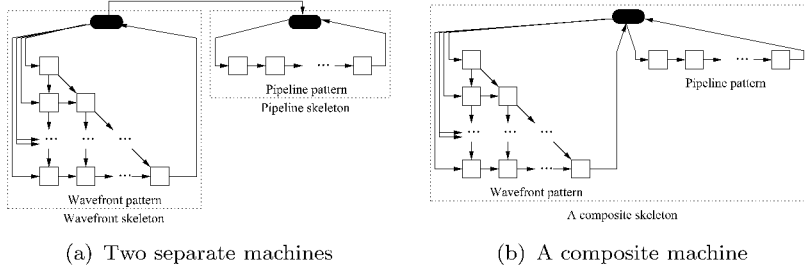 Pipeline pattern
Pipeline skeleton
Wavefront pattern
Wavefront skeleton
(a) Two separate machines
Pipeline pattern
Wavefront pattern
A composite skeleton
(b) A composite machine